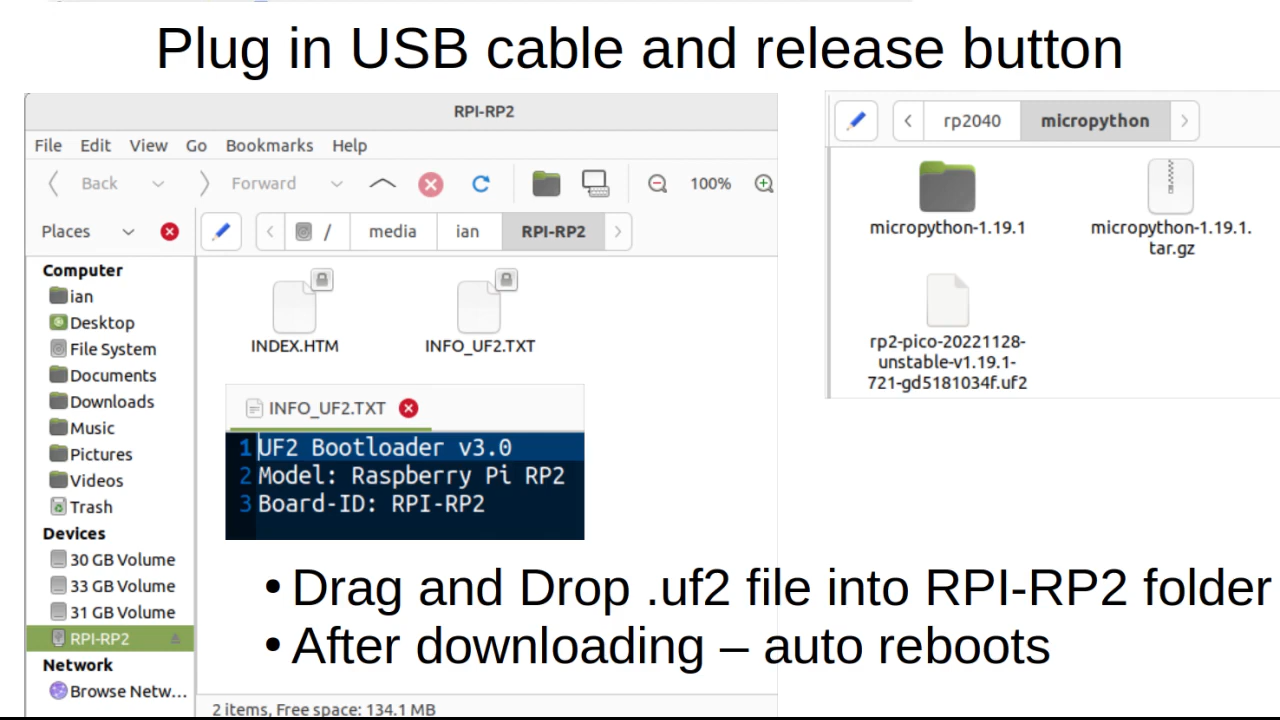 Plug in USB cable and release button
RPI-RP2
File Edit View Go Bookmarks Help
Back Forward 100%
Places / media ian RPI-RP2
Computer
ian
Desktop
File System
Documents
Downloads
Music
Pictures
Videos
Trash
Devices
30 GB Volume
33 GB Volume
31 GB Volume
RPI-RP2
Network
Browse Netw...
INDEX.HTM INFO_UF2.TXT
INFO_UF2.TXT
1 UF2 Bootloader v3.0
2 Model: Raspberry Pi RP2
3 Board-ID: RPI-RP2
2 items, Free space: 134.1 MB
rp2040 micropython
micropython-1.19.1
micropython-1.19.1.
tar.gz
rp2-pico-20221128-
unstable-v1.19.1-
721-gd5181034f.uf2
• Drag and Drop .uf2 file into RPI-RP2 folder
• After downloading – auto reboots